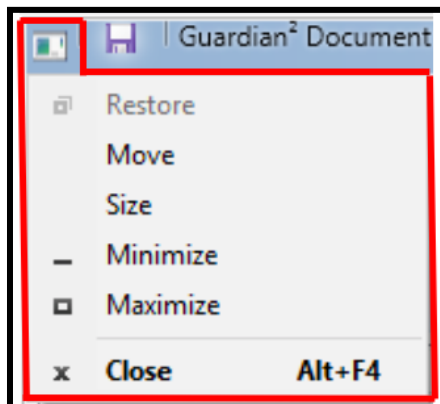 Guardian² Document
Restore
Move
Size
Minimize
Maximize
Close Alt+F4